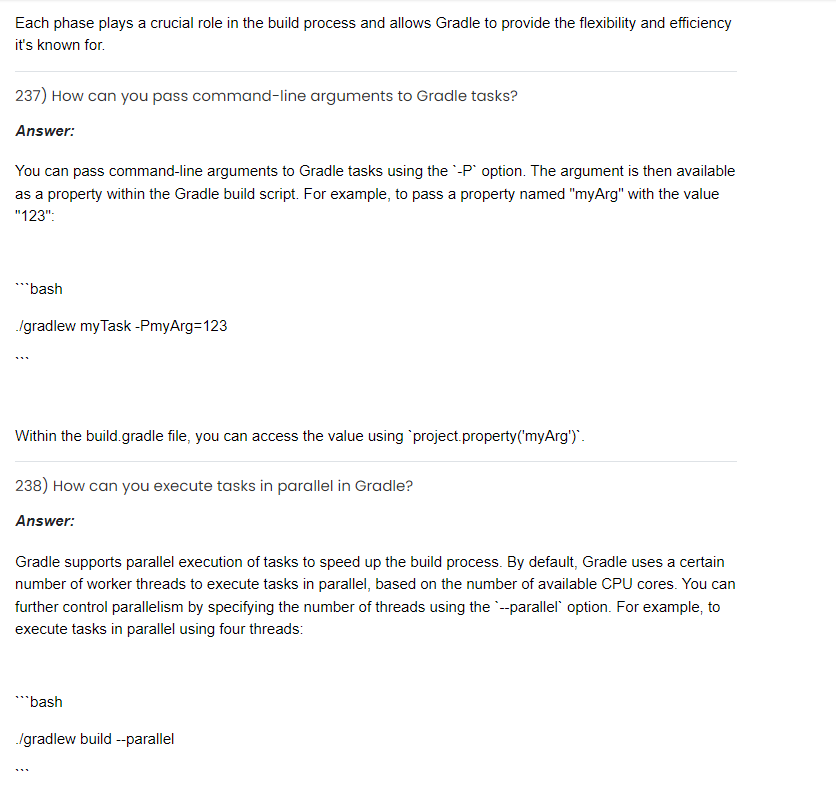 Each phase plays a crucial role in the build process and allows Gradle to provide the flexibility and efficiency
it's known for.
237) How can you pass command-line arguments to Gradle tasks?
Answer:
You can pass command-line arguments to Gradle tasks using the `-P` option. The argument is then available
as a property within the Gradle build script. For example, to pass a property named "myArg" with the value
"123":
```bash
./gradlew myTask -PmyArg=123
```
Within the build.gradle file, you can access the value using `project.property('myArg')`.
238) How can you execute tasks in parallel in Gradle?
Answer:
Gradle supports parallel execution of tasks to speed up the build process. By default, Gradle uses a certain
number of worker threads to execute tasks in parallel, based on the number of available CPU cores. You can
further control parallelism by specifying the number of threads using the `--parallel` option. For example, to
execute tasks in parallel using four threads:
```bash
./gradlew build --parallel
```